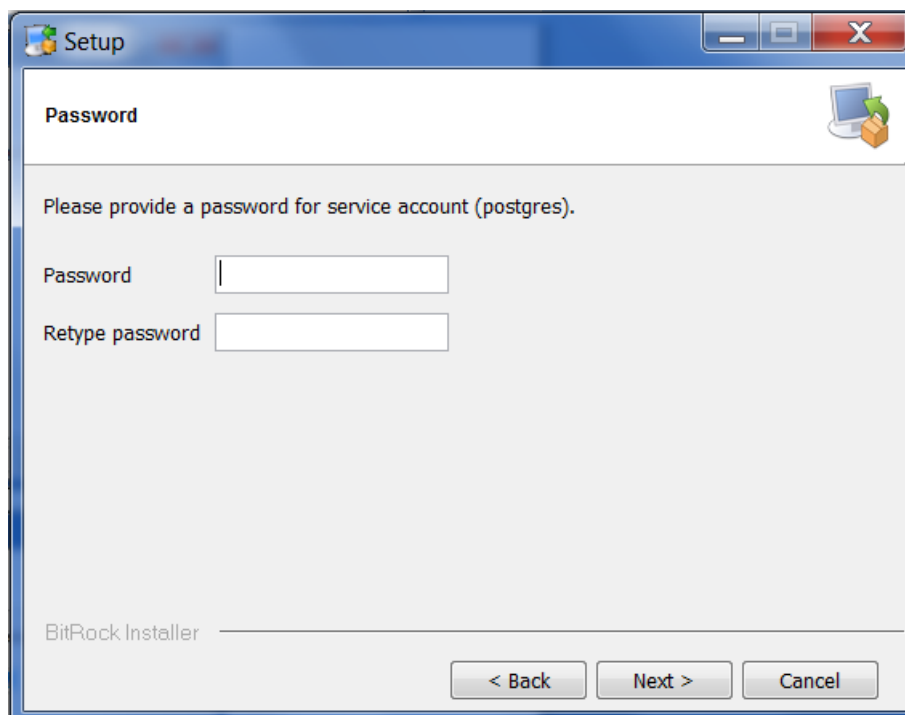 Setup
Password
Please provide a password for service account (postgres).
Password
Retype password
BitRock Installer
< Back Next > Cancel